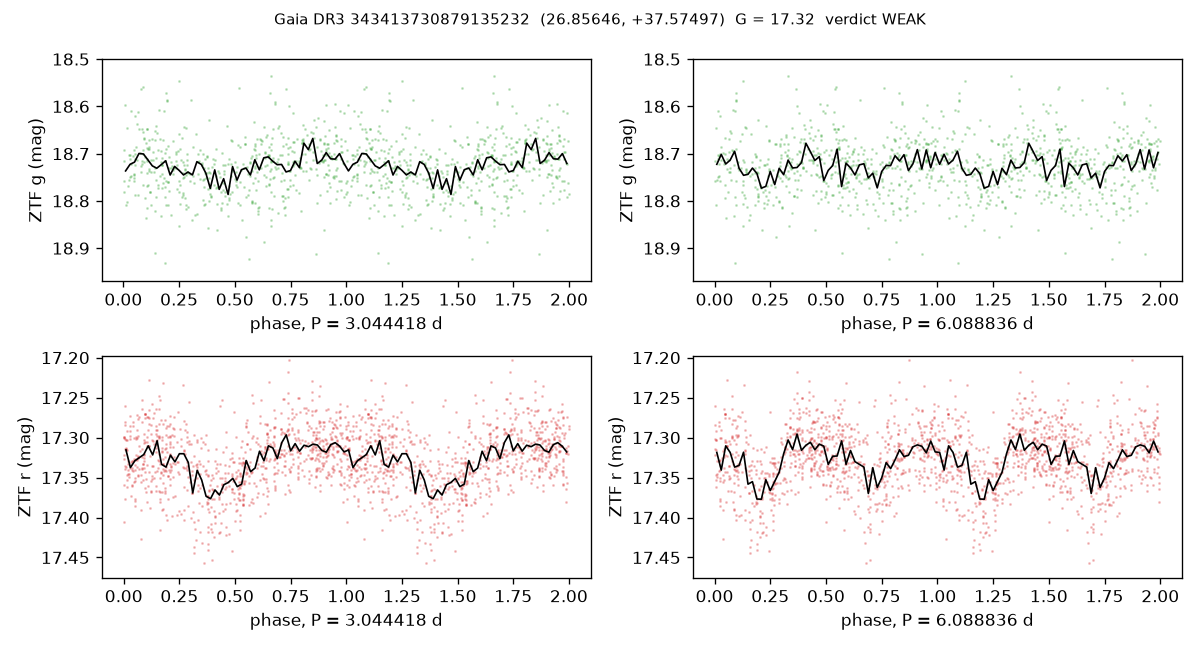 Gaia DR3 343413730879135232 (26.85646, +37.57497) G = 17.32 verdict WEAK
ZTF g (mag)
18.5
18.6
18.7
18.8
18.9
0.00 0.25 0.50 0.75 1.00 1.25 1.50 1.75 2.00
phase, P = 3.044418 d
ZTF g (mag)
18.5
18.6
18.7
18.8
18.9
0.00 0.25 0.50 0.75 1.00 1.25 1.50 1.75 2.00
phase, P = 6.088836 d
ZTF r (mag)
17.20
17.25
17.30
17.35
17.40
17.45
0.00 0.25 0.50 0.75 1.00 1.25 1.50 1.75 2.00
phase, P = 3.044418 d
ZTF r (mag)
17.20
17.25
17.30
17.35
17.40
17.45
0.00 0.25 0.50 0.75 1.00 1.25 1.50 1.75 2.00
phase, P = 6.088836 d